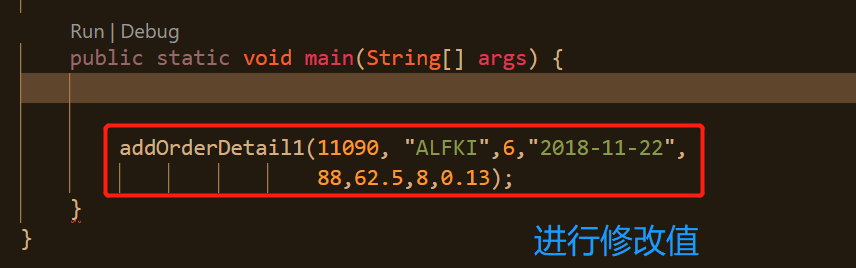 Run | Debug
public static void main(String[] args) {
addOrderDetail1(11090, "ALFKI",6,"2018-11-22",
88,62.5,8,0.13);
}
}
进行修改值